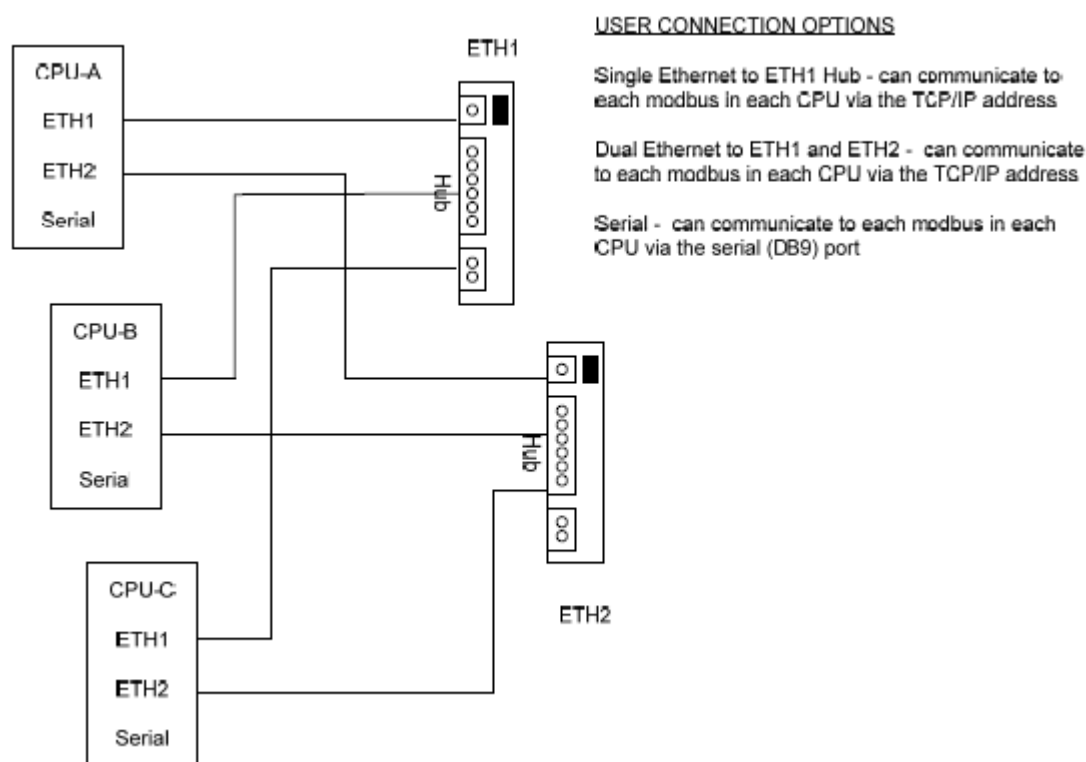 USER CONNECTION OPTIONS
Single Ethernet to ETH1 Hub - can communicate to
each modbus in each CPU via the TCP/IP address
Dual Ethernet to ETH1 and ETH2 - can communicate
to each modbus in each CPU via the TCP/IP address
Serial - can communicate to each modbus in each
CPU via the serial (DB9) port
ETH1
Hub
CPU-A
ETH1
ETH2
Serial
CPU-B
ETH1
ETH2
Serial
Hub
ETH2
CPU-C
ETH1
ETH2
Serial